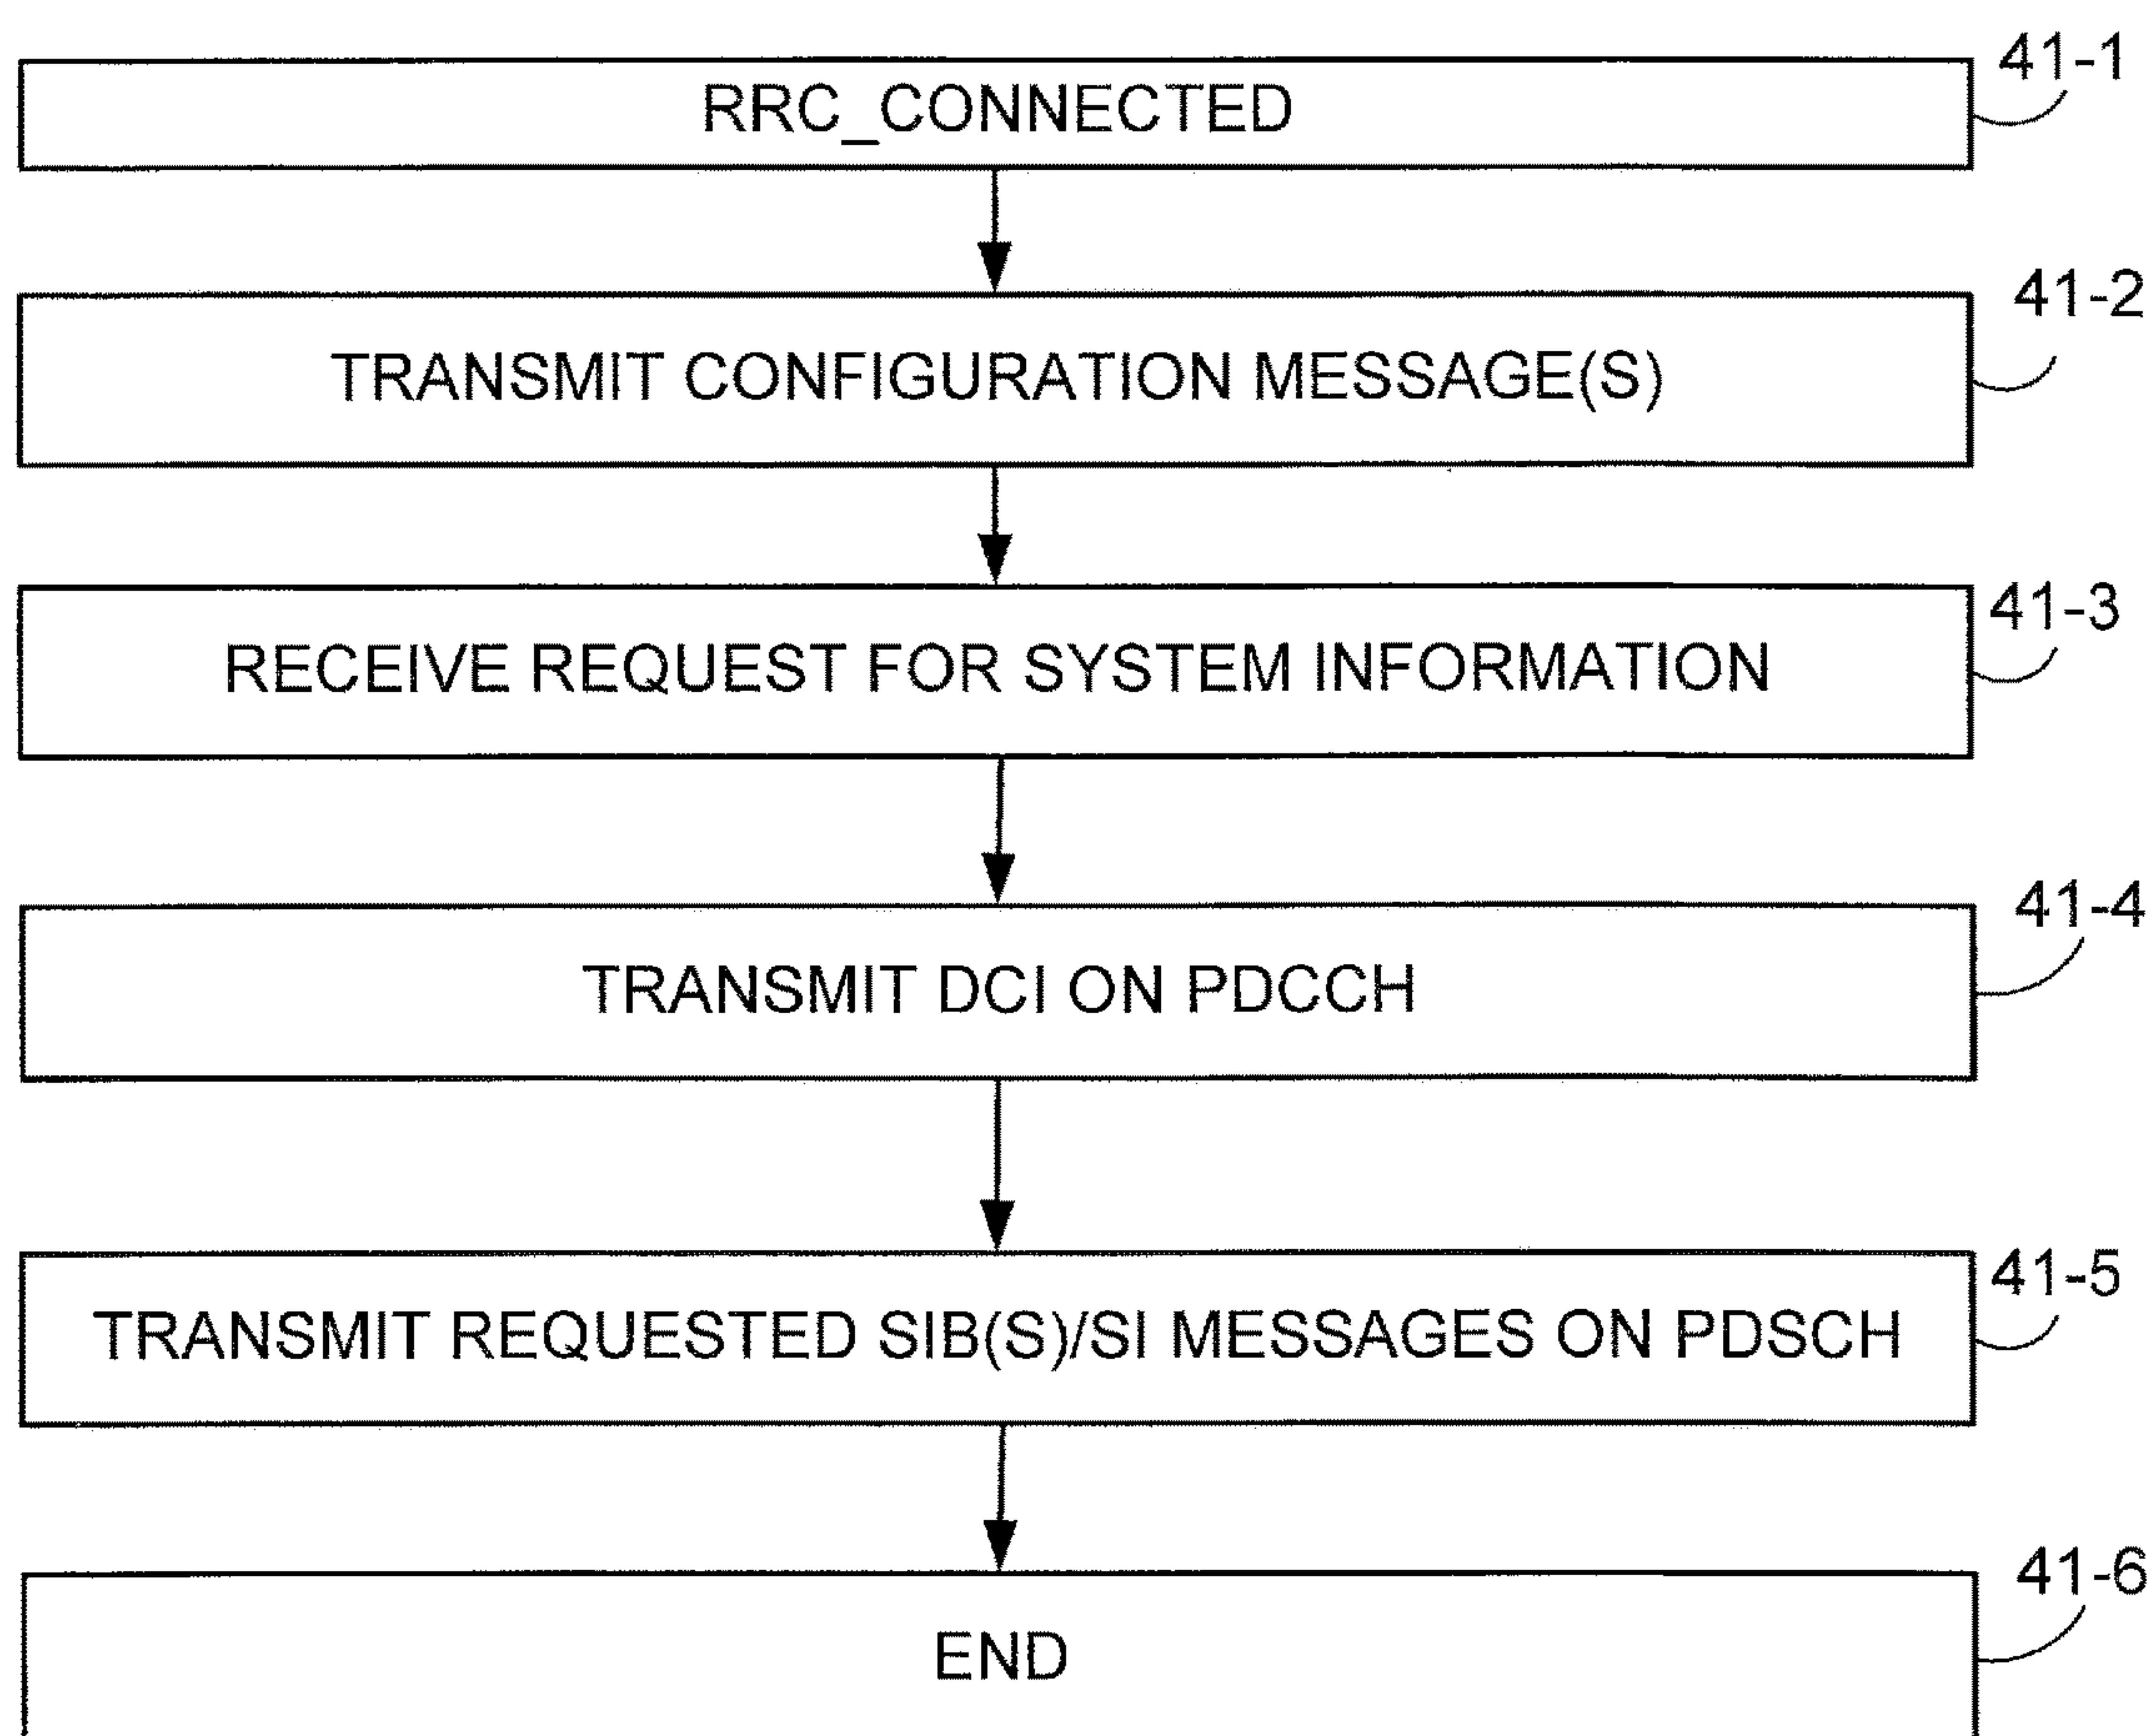 41-1
RRC_CONNECTED
41-2
TRANSMIT CONFIGURATION MESSAGE(S)
41-3
RECEIVE REQUEST FOR SYSTEM INFORMATION
41-4
TRANSMIT DCI ON PDCCH
41-5
TRANSMIT REQUESTED SIB(S)/SI MESSAGES ON PDSCH
41-6
END